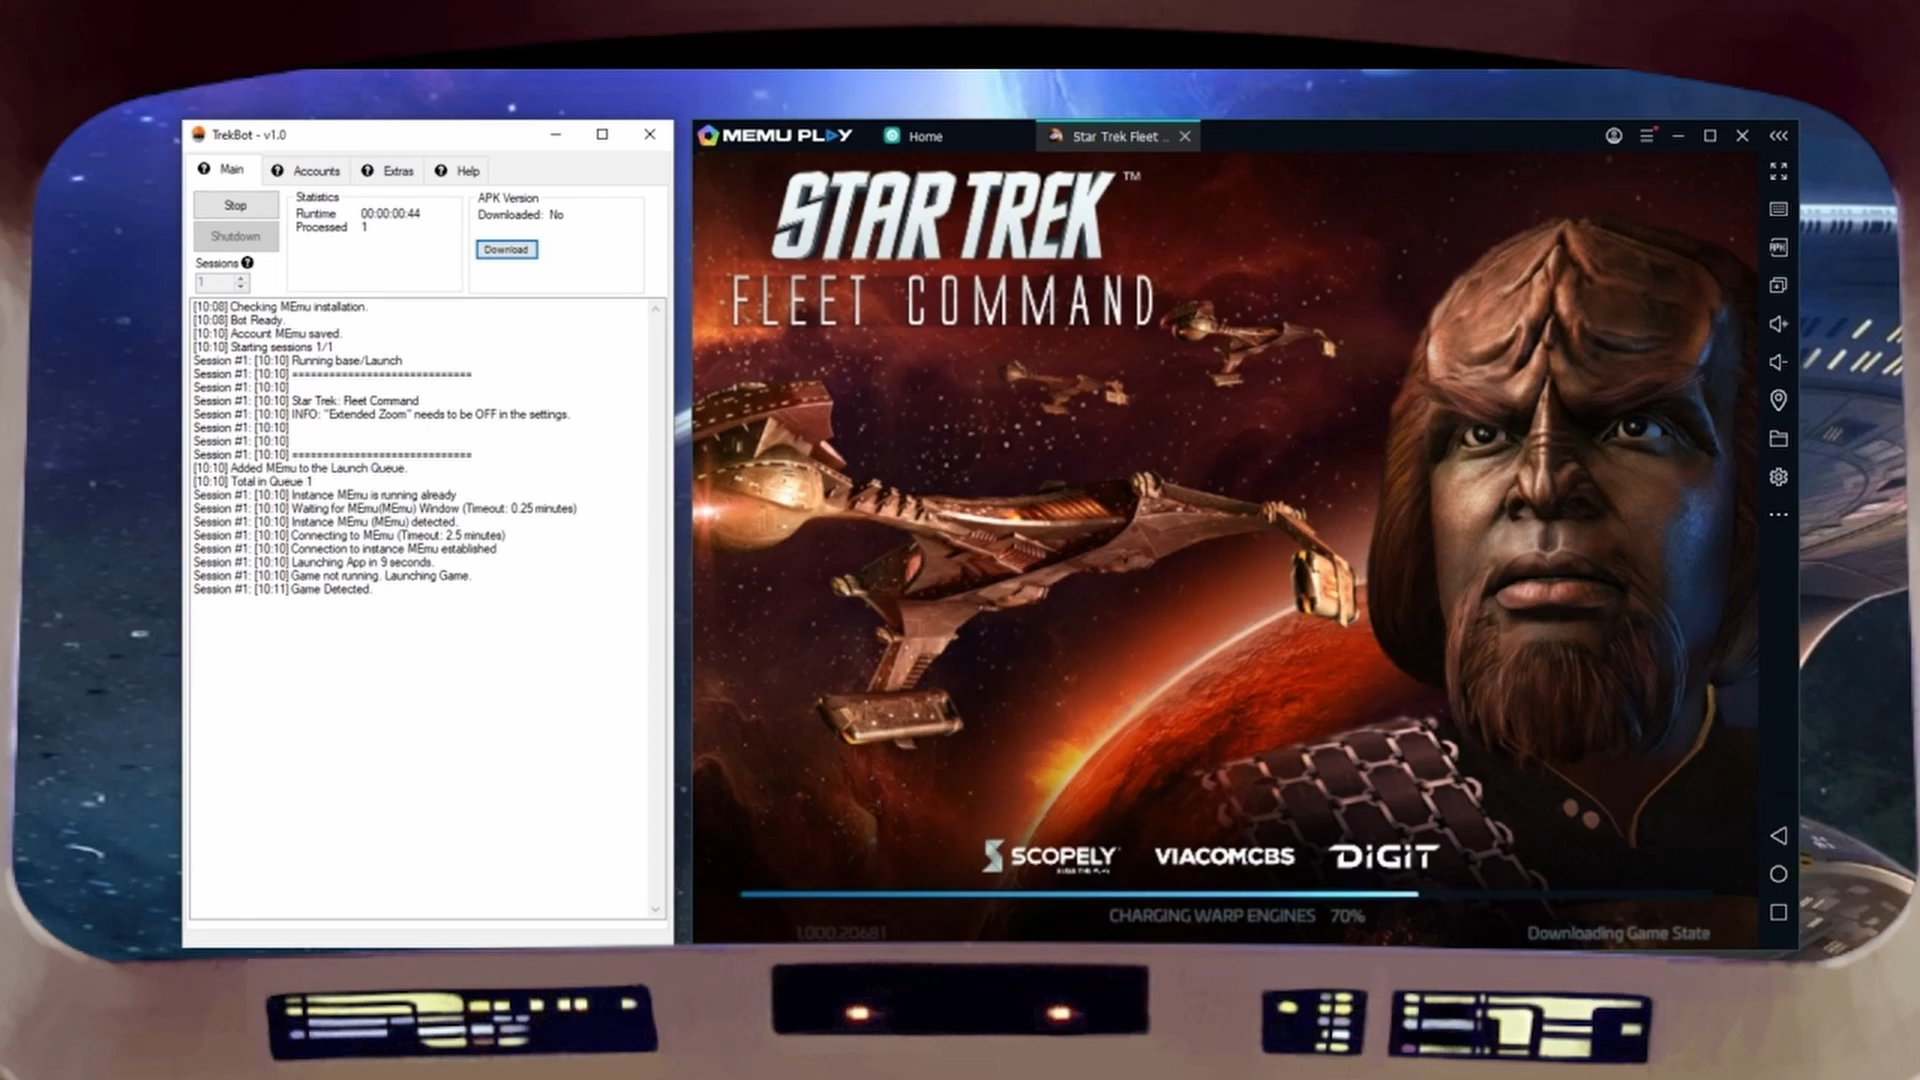 TrekBot - v1.0
Main
Accounts
Extras
Help
Stop
Shutdown
Sessions
1
Statistics
Runtime 00:00:00:44
Processed 1
APK Version
Downloaded: No
Download
[10:08] Checking MEmu installation.
[10:08] Bot Ready.
[10:10] Account MEmu saved.
[10:10] Starting sessions 1/1
Session #1: [10:10] Running base/Launch
Session #1: [10:10] =============================
Session #1: [10:10]
Session #1: [10:10] Star Trek: Fleet Command
Session #1: [10:10] INFO: "Extended Zoom" needs to be OFF in the settings.
Session #1: [10:10]
Session #1: [10:10]
Session #1: [10:10] =============================
[10:10] Added MEmu to the Launch Queue.
[10:10] Total in Queue 1
Session #1: [10:10] Instance MEmu is running already
Session #1: [10:10] Waiting for MEmu(MEmu) Window (Timeout: 0.25 minutes)
Session #1: [10:10] Instance MEmu (MEmu) detected.
Session #1: [10:10] Connecting to MEmu (Timeout: 2.5 minutes)
Session #1: [10:10] Connection to instance MEmu established
Session #1: [10:10] Launching App in 9 seconds.
Session #1: [10:10] Game not running. Launching Game.
Session #1: [10:11] Game Detected.
MEMU PLAY
Home
Star Trek Fleet ..
STAR TREK™
FLEET COMMAND
SCOPELY
VIACOMCBS
DiGiT
CHARGING WARP ENGINES 70%
1.000.20681
Downloading Game State
APK